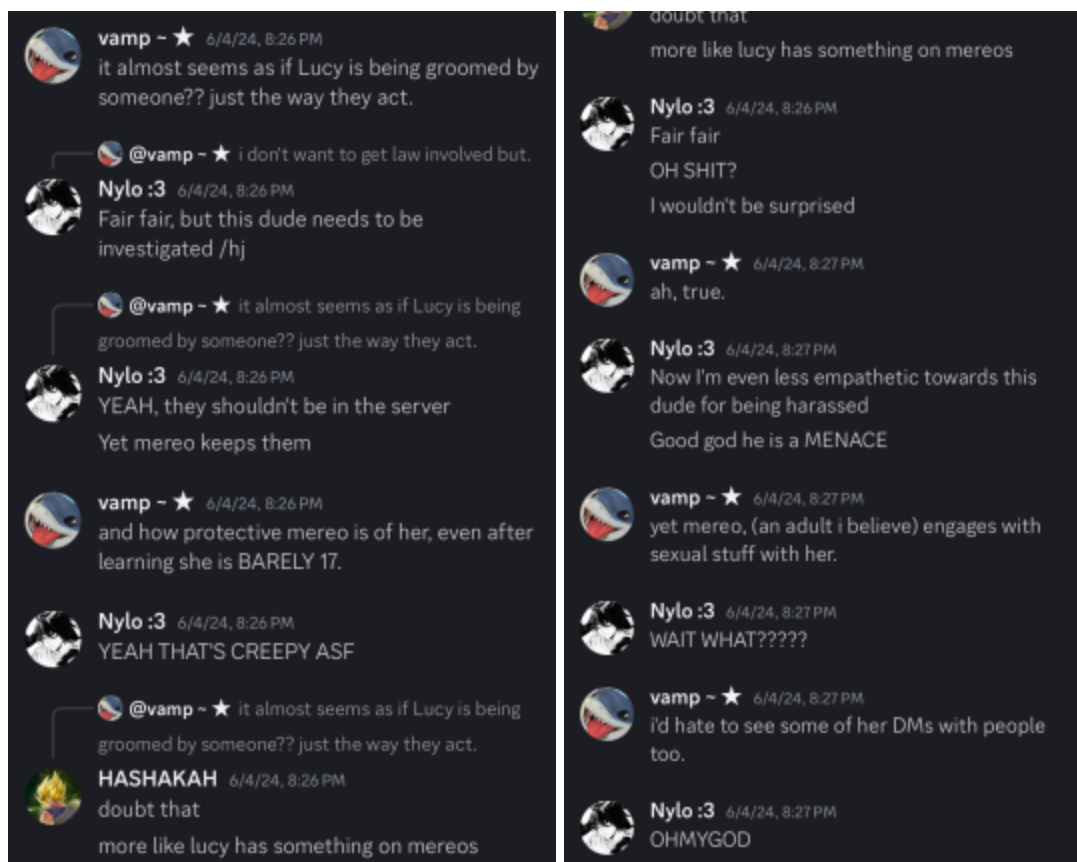 vamp ~ ★ 6/4/24, 8:26 PM
it almost seems as if Lucy is being groomed by
someone?? just the way they act.
@vamp ~ ★ i don't want to get law involved but.
Nylo :3 6/4/24, 8:26 PM
Fair fair, but this dude needs to be
investigated /hj
@vamp ~ ★ it almost seems as if Lucy is being
groomed by someone?? just the way they act.
Nylo :3 6/4/24, 8:26 PM
YEAH, they shouldn't be in the server
Yet mereo keeps them
vamp ~ ★ 6/4/24, 8:26 PM
and how protective mereo is of her, even after
learning she is BARELY 17.
Nylo :3 6/4/24, 8:26 PM
YEAH THAT'S CREEPY ASF
@vamp ~ ★ it almost seems as if Lucy is being
groomed by someone?? just the way they act.
HASHAKAH 6/4/24, 8:26 PM
doubt that
more like lucy has something on mereos
doubt that
more like lucy has something on mereos
Nylo :3 6/4/24, 8:26 PM
Fair fair
OH SHIT?
I wouldn't be surprised
vamp ~ ★ 6/4/24, 8:27 PM
ah, true.
Nylo :3 6/4/24, 8:27 PM
Now I'm even less empathetic towards this
dude for being harassed
Good god he is a MENACE
vamp ~ ★ 6/4/24, 8:27 PM
yet mereo, (an adult i believe) engages with
sexual stuff with her.
Nylo :3 6/4/24, 8:27 PM
WAIT WHAT?????
vamp ~ ★ 6/4/24, 8:27 PM
i'd hate to see some of her DMs with people
too.
Nylo :3 6/4/24, 8:27 PM
OHMYGOD